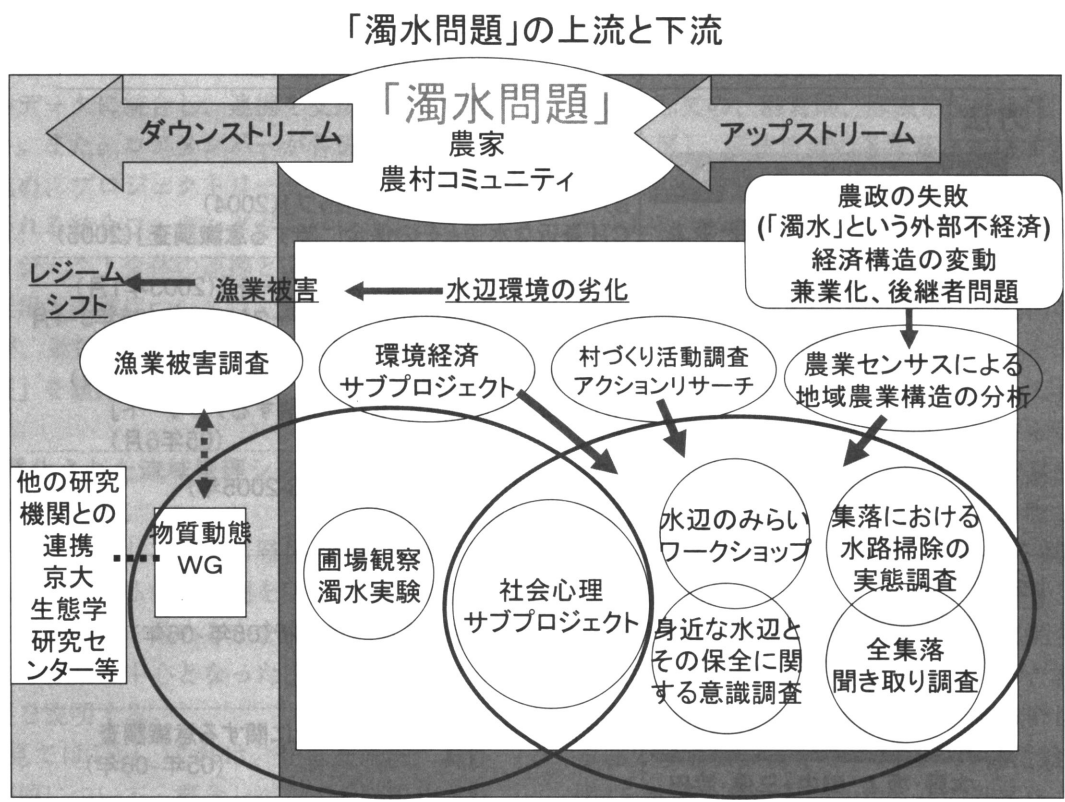 「濁水問題」の上流と下流
ダウンストリーム
「濁水問題」
農家
農村コミュニティ
アップストリーム
農政の失敗
(「濁水」という外部不経済)
経済構造の変動
兼業化、後継者問題
レジーム
シフト
漁業被害
水辺環境の劣化
漁業被害調査
環境経済
サブプロジェクト
村づくり活動調査
アクションリサーチ
農業センサスによる
地域農業構造の分析
他の研究
機関との
連携
京大
生態学
研究セ
ンター等
物質動態
WG
圃場観察
濁水実験
社会心理
サブプロジェクト
水辺のみらい
ワークショップ
身近な水辺と
その保全に関
する意識調査
集落における
水路掃除の
実態調査
全集落
聞き取り調査